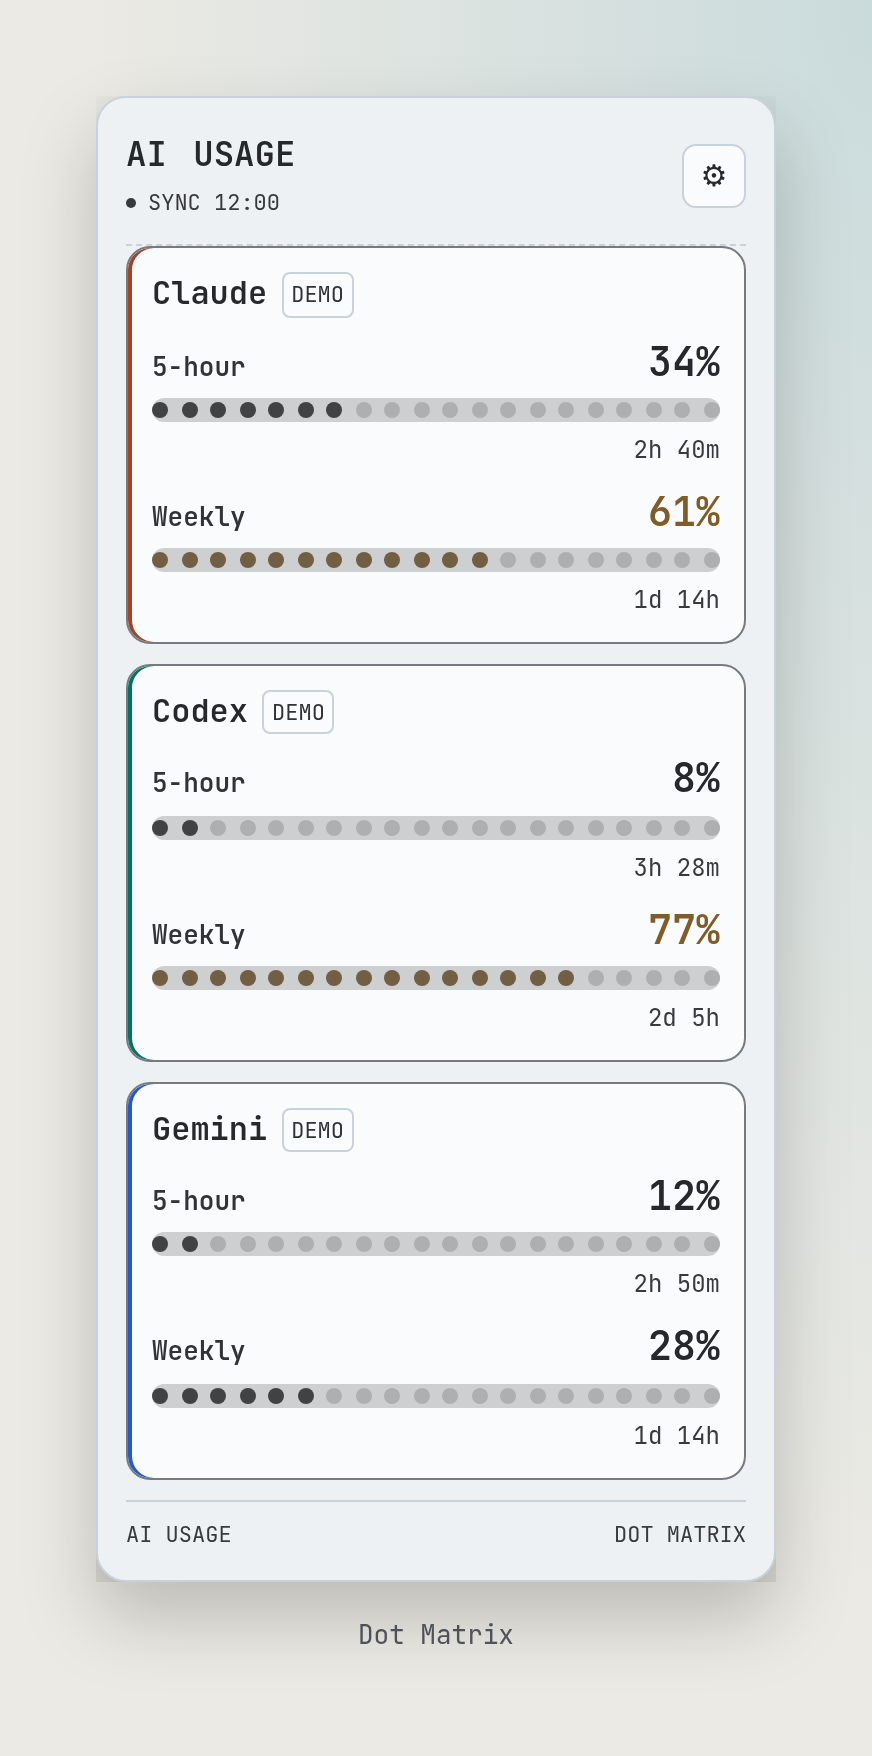 AI USAGE
SYNC 12:00
Claude DEMO
5-hour 34%
2h 40m
Weekly 61%
1d 14h
Codex DEMO
5-hour 8%
3h 28m
Weekly 77%
2d 5h
Gemini DEMO
5-hour 12%
2h 50m
Weekly 28%
1d 14h
AI USAGE DOT MATRIX
Dot Matrix